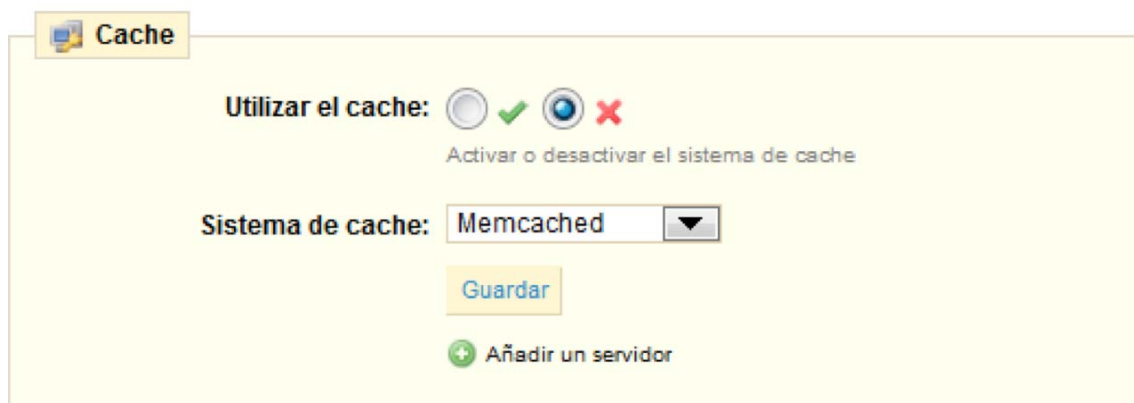 Cache
Utilizar el cache:
Activar o desactivar el sistema de cache
Sistema de cache: Memcached
Guardar
Añadir un servidor